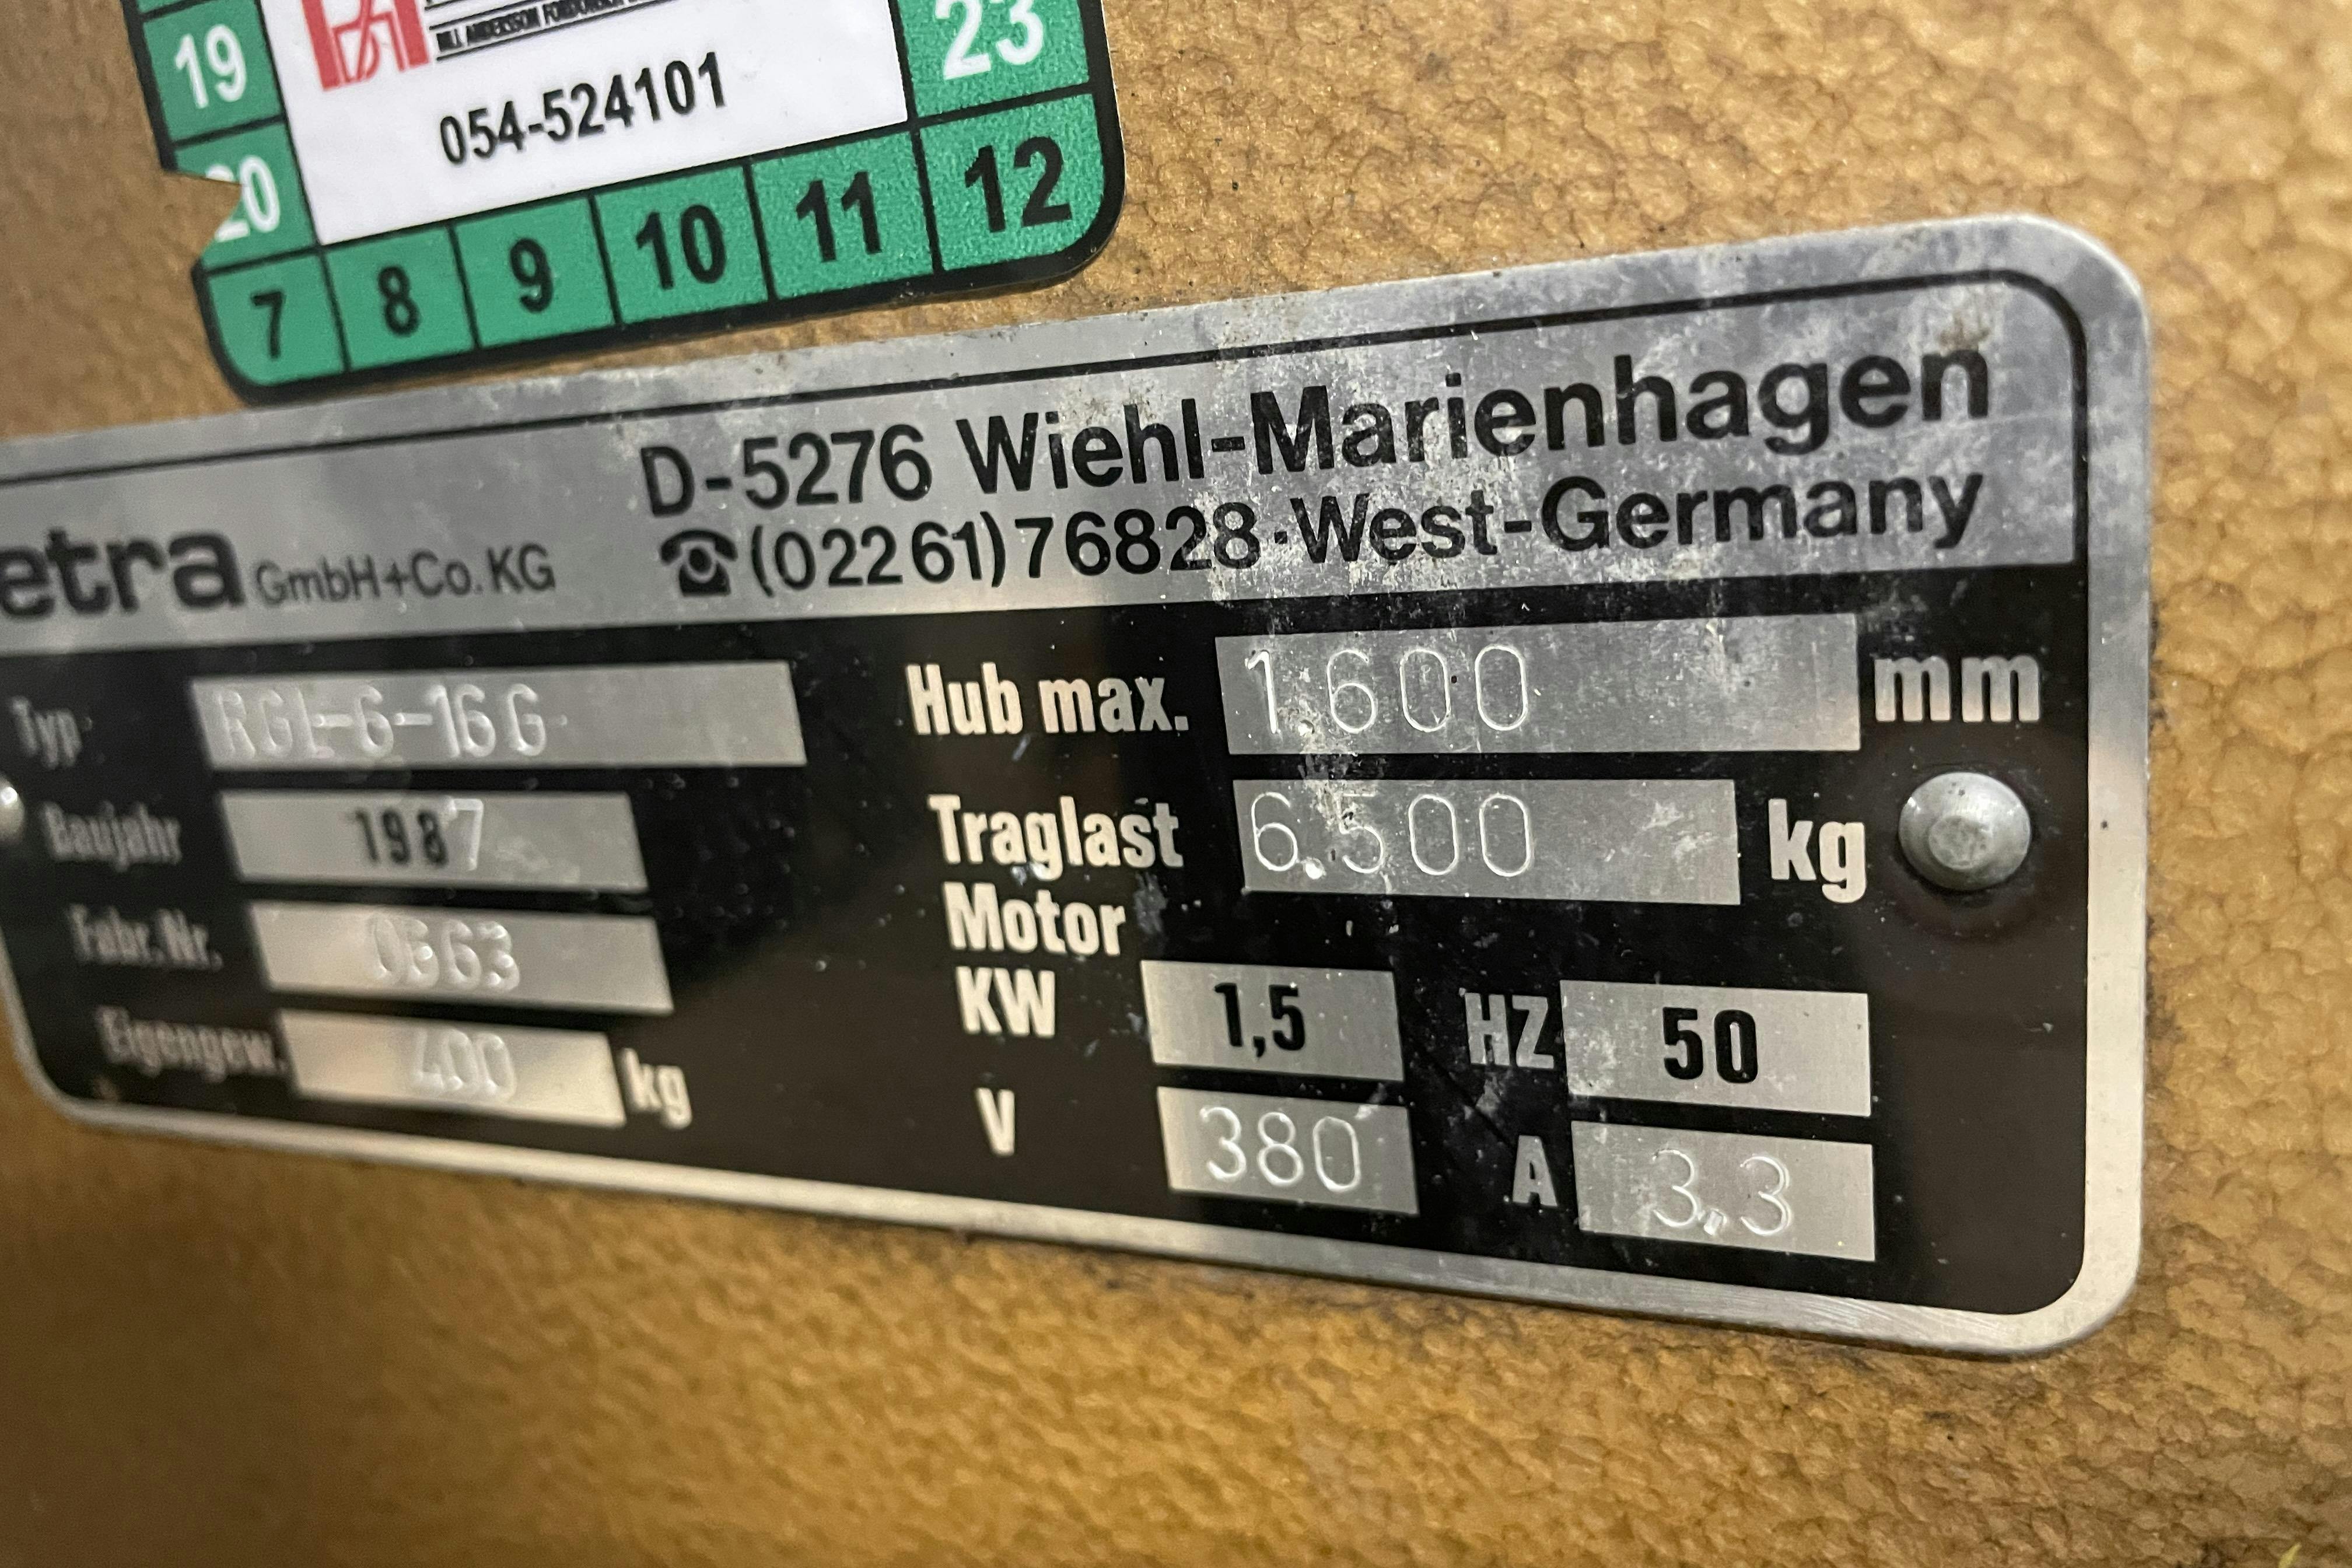 19
23
054-524101
20
7 8 9 10 11 12
etra GmbH+Co. KG
D-5276 Wiehl-Marienhagen
☎(02261)76828·West-Germany
Typ RGL-6-16G
Baujahr 1987
Fabr.Nr.
Eigengew. 400 kg
Hub max. 1.600 mm
Traglast 6.500 kg
Motor
KW 1,5 HZ 50
V 380 A 3,3